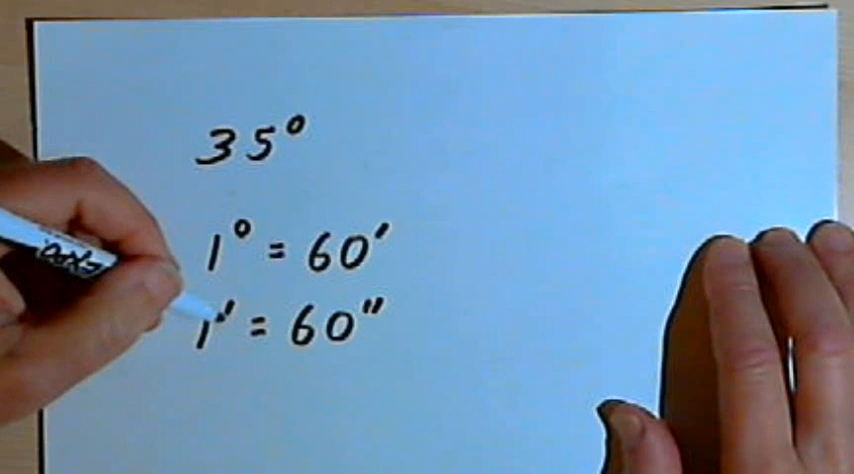 35°
1° = 60′
1′ = 60″